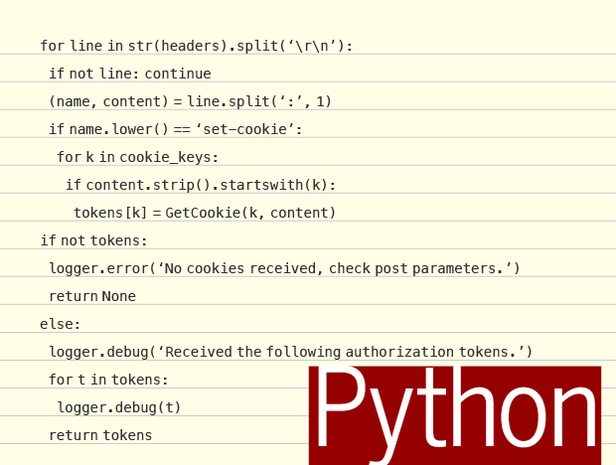 for line in str(headers).split(‘\r\n’):
if not line: continue
(name, content) = line.split(‘:’, 1)
if name.lower() == ‘set-cookie’:
for k in cookie_keys:
if content.strip().startswith(k):
tokens[k] = GetCookie(k, content)
if not tokens:
logger.error(‘No cookies received, check post parameters.’)
return None
else:
logger.debug(‘Received the following authorization tokens.’)
for t in tokens:
logger.debug(t)
return tokens
Python